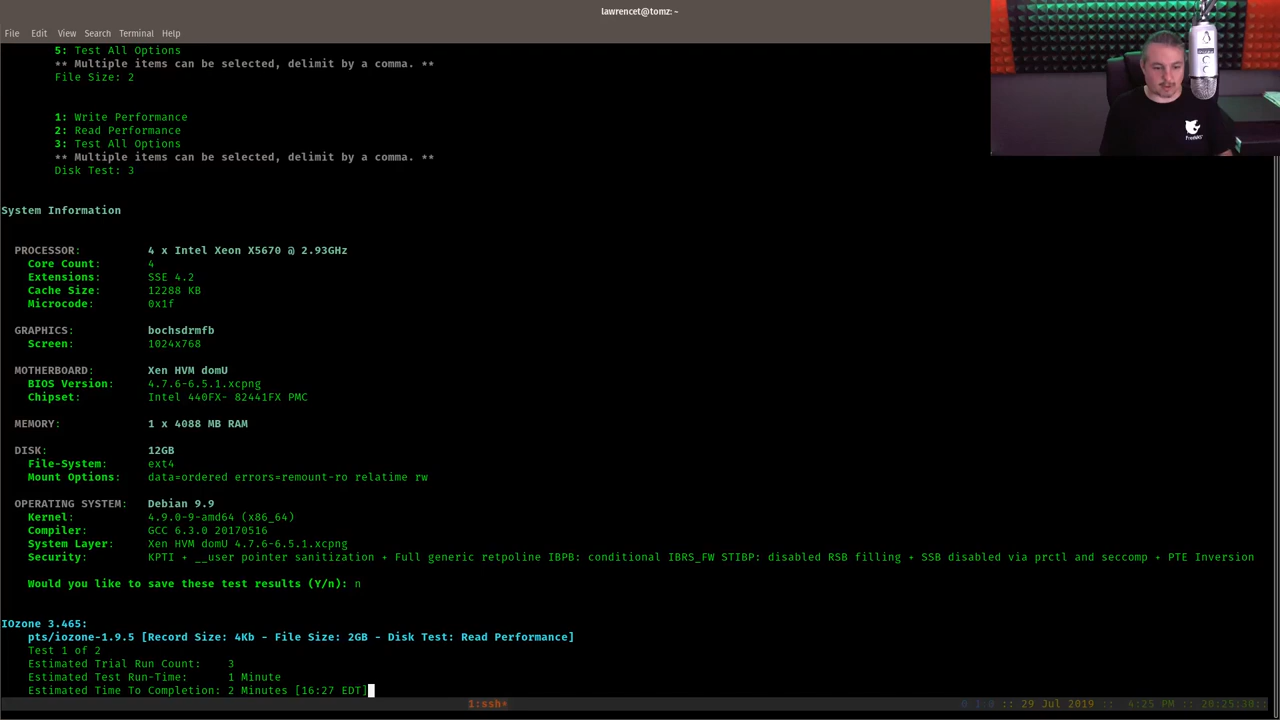 lawrencet@tomz: ~
File Edit View Search Terminal Help
5: Test All Options
** Multiple items can be selected, delimit by a comma. **
File Size: 2
1: Write Performance
2: Read Performance
3: Test All Options
** Multiple items can be selected, delimit by a comma. **
Disk Test: 3
System Information
PROCESSOR: 4 x Intel Xeon X5670 @ 2.93GHz
Core Count: 4
Extensions: SSE 4.2
Cache Size: 12288 KB
Microcode: 0x1f
GRAPHICS: bochsdrmfb
Screen: 1024x768
MOTHERBOARD: Xen HVM domU
BIOS Version: 4.7.6-6.5.1.xcpng
Chipset: Intel 440FX- 82441FX PMC
MEMORY: 1 x 4088 MB RAM
DISK: 12GB
File-System: ext4
Mount Options: data=ordered errors=remount-ro relatime rw
OPERATING SYSTEM: Debian 9.9
Kernel: 4.9.0-9-amd64 (x86_64)
Compiler: GCC 6.3.0 20170516
System Layer: Xen HVM domU 4.7.6-6.5.1.xcpng
Security: KPTI + __user pointer sanitization + Full generic retpoline IBPB: conditional IBRS_FW STIBP: disabled RSB filling + SSB disabled via prctl and seccomp + PTE Inversion
Would you like to save these test results (Y/n): n
IOzone 3.465:
pts/iozone-1.9.5 [Record Size: 4Kb - File Size: 2GB - Disk Test: Read Performance]
Test 1 of 2
Estimated Trial Run Count: 3
Estimated Test Run-Time: 1 Minute
Estimated Time To Completion: 2 Minutes [16:27 EDT]
1:ssh* :: 29 Jul 2019 :: 4:25 PM :: 20:25:30::